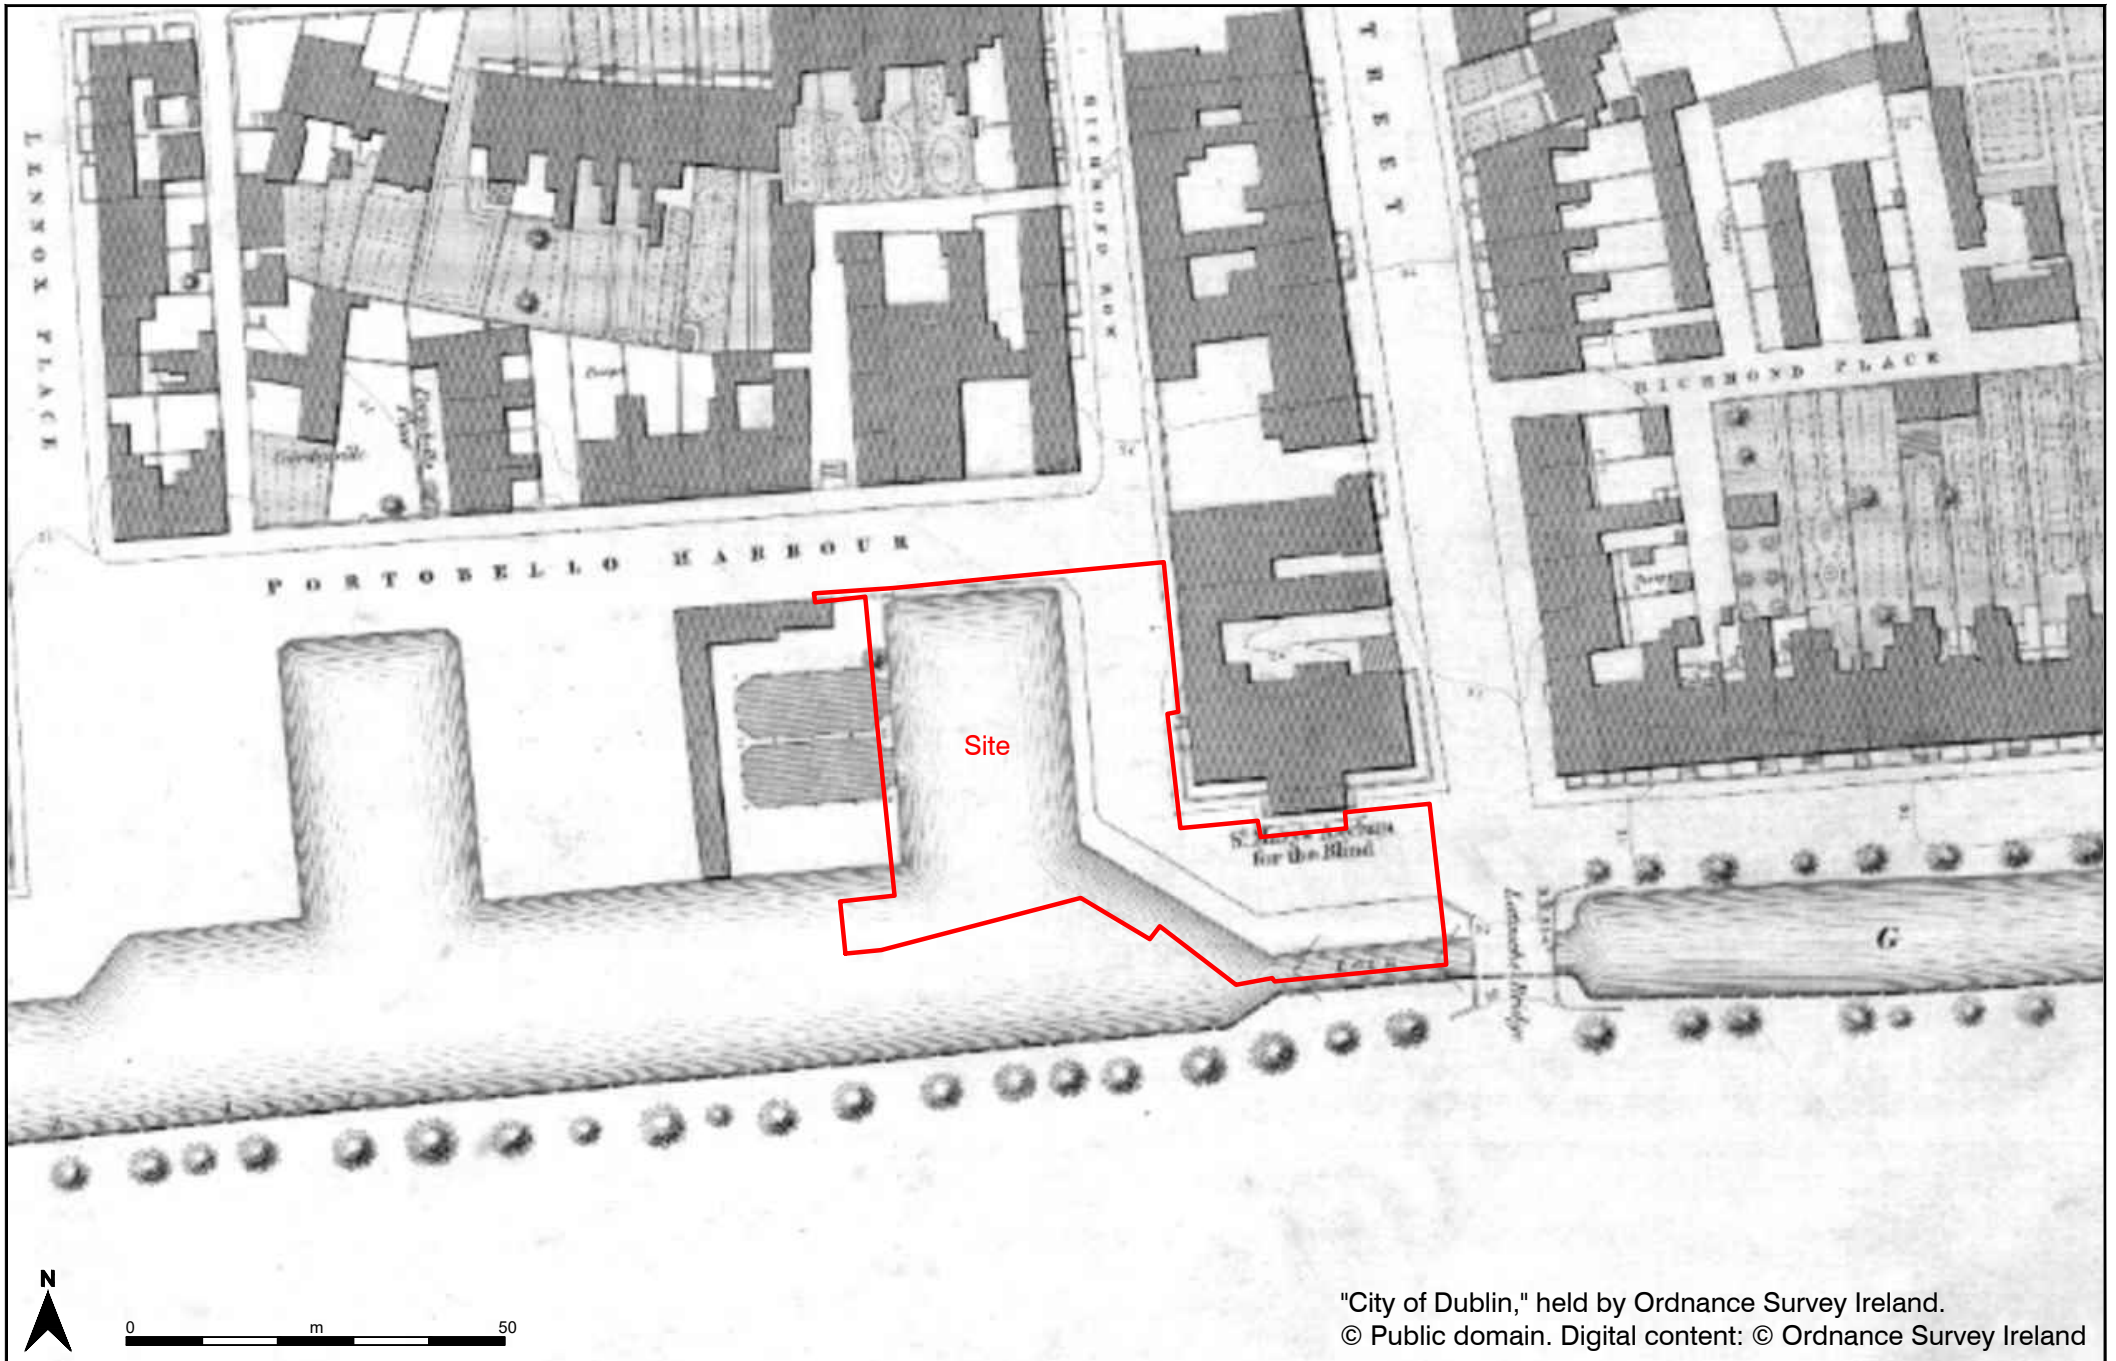 TREET
LENNOX PLACE
RICHMOND ROW
RICHMOND PLACE
PORTOBELLO HARBOUR
Site
for the Blind
LOCK
G
N
0 m 50
"City of Dublin," held by Ordnance Survey Ireland.
© Public domain. Digital content: © Ordnance Survey Ireland